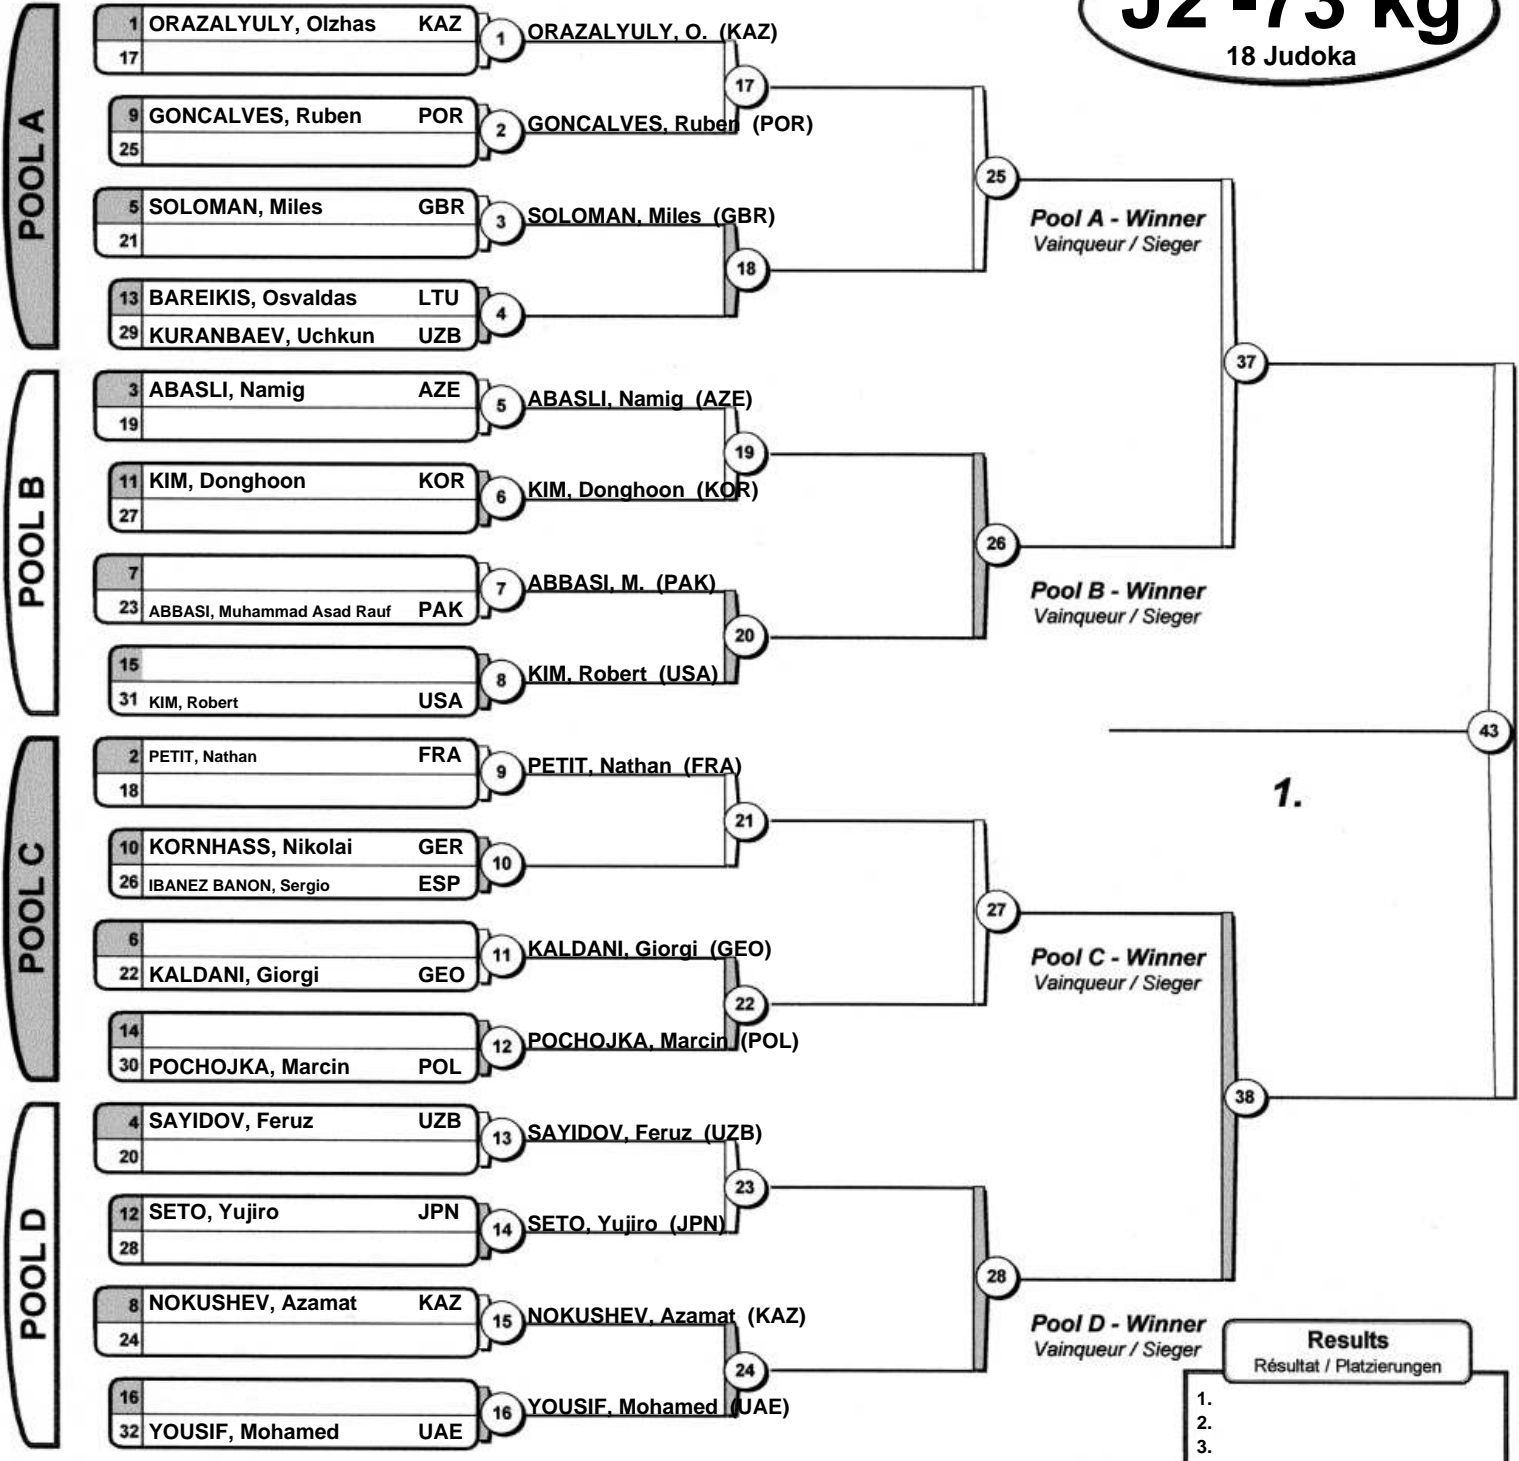 J2 -73 kg
18 Judoka
POOL A
1 ORAZALYULY, Olzhas KAZ
17
1 ORAZALYULY, O. (KAZ)
17
9 GONCALVES, Ruben POR
25
2 GONCALVES, Ruben (POR)
5 SOLOMAN, Miles GBR
21
3 SOLOMAN, Miles (GBR)
18
13 BAREIKIS, Osvaldas LTU
29 KURANBAEV, Uchkun UZB
4
25
Pool A - Winner
Vainqueur / Sieger
37
POOL B
3 ABASLI, Namig AZE
19
5 ABASLI, Namig (AZE)
19
11 KIM, Donghoon KOR
27
6 KIM, Donghoon (KOR)
7
23 ABBASI, Muhammad Asad Rauf PAK
7 ABBASI, M. (PAK)
20
15
31 KIM, Robert USA
8 KIM, Robert (USA)
26
Pool B - Winner
Vainqueur / Sieger
43
1.
POOL C
2 PETIT, Nathan FRA
18
9 PETIT, Nathan (FRA)
21
10 KORNHASS, Nikolai GER
26 IBANEZ BANON, Sergio ESP
10
6
22 KALDANI, Giorgi GEO
11 KALDANI, Giorgi (GEO)
22
14
30 POCHOJKA, Marcin POL
12 POCHOJKA, Marcin (POL)
27
Pool C - Winner
Vainqueur / Sieger
38
POOL D
4 SAYIDOV, Feruz UZB
20
13 SAYIDOV, Feruz (UZB)
23
12 SETO, Yujiro JPN
28
14 SETO, Yujiro (JPN)
8 NOKUSHEV, Azamat KAZ
24
15 NOKUSHEV, Azamat (KAZ)
24
16
32 YOUSIF, Mohamed UAE
16 YOUSIF, Mohamed (UAE)
28
Pool D - Winner
Vainqueur / Sieger
Results
Résultat / Platzierungen
1.
2.
3.